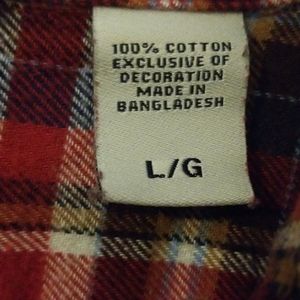 100% COTTON
EXCLUSIVE OF
DECORATION
MADE IN
BANGLADESH
L/G